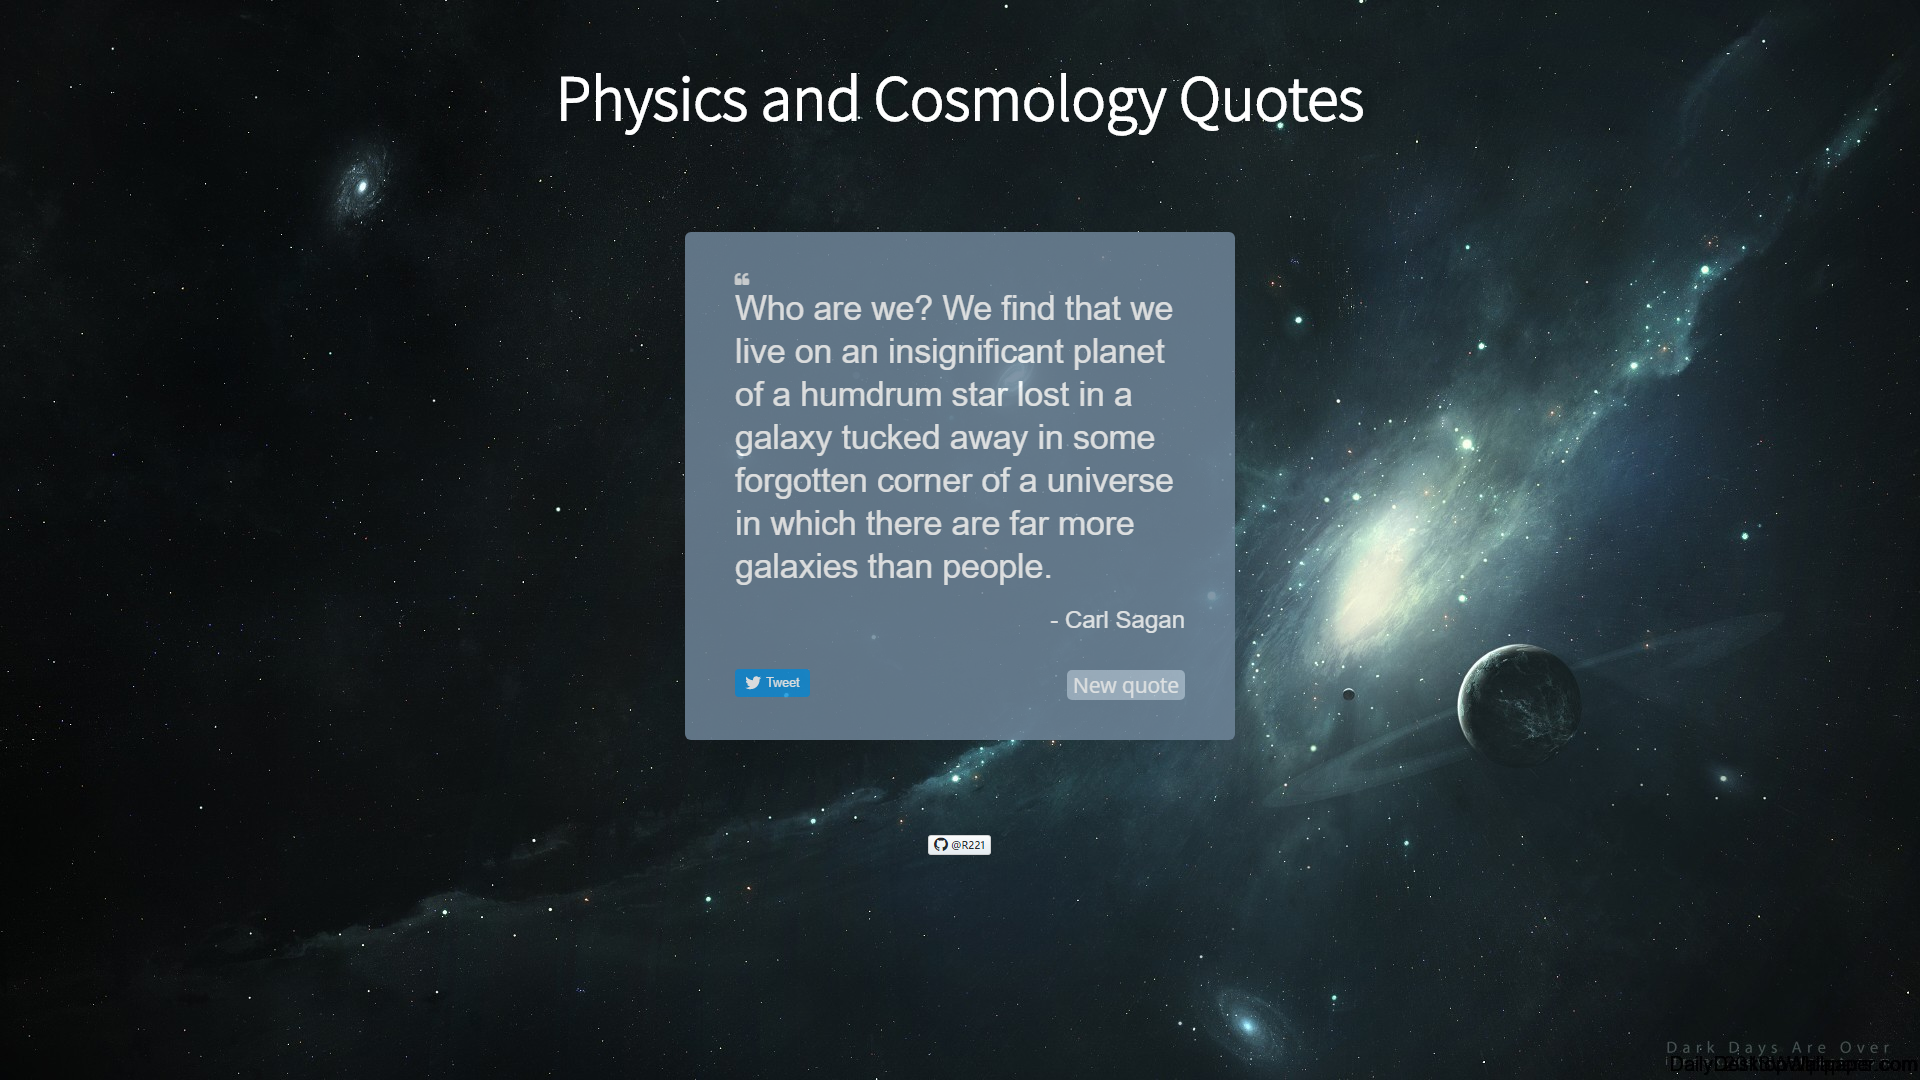 Physics and Cosmology Quotes
❝
Who are we? We find that we
live on an insignificant planet
of a humdrum star lost in a
galaxy tucked away in some
forgotten corner of a universe
in which there are far more
galaxies than people.
- Carl Sagan
Tweet
New quote
@R221
Dark Days Are Over